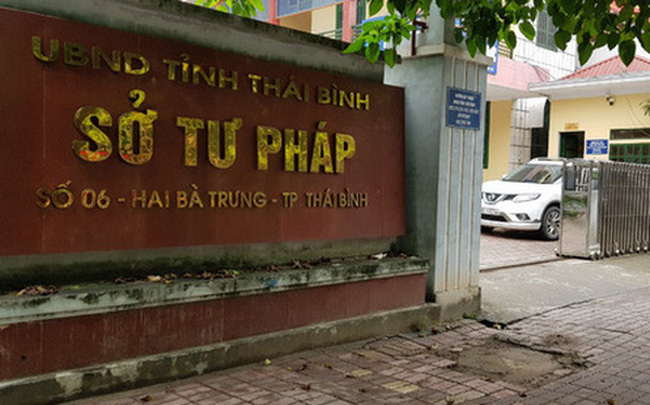 UBND TỈNH THÁI BÌNH
SỞ TƯ PHÁP
SỐ 06 - HAI BÀ TRƯNG - TP THÁI BÌNH